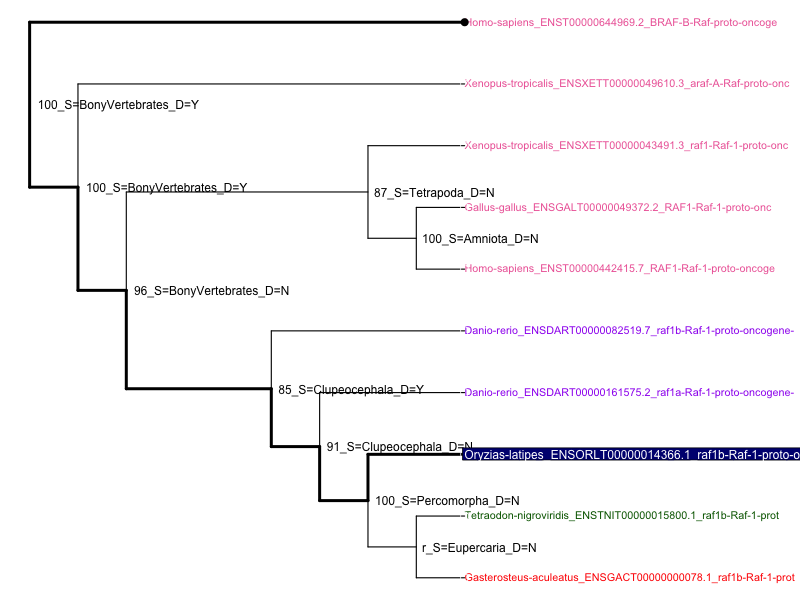 Homo-sapiens_ENST00000644969.2_BRAF-B-Raf-proto-oncoge
Xenopus-tropicalis_ENSXETT00000049610.3_araf-A-Raf-proto-onc
100_S=BonyVertebrates_D=Y
Xenopus-tropicalis_ENSXETT00000043491.3_raf1-Raf-1-proto-onc
100_S=BonyVertebrates_D=Y
87_S=Tetrapoda_D=N
Gallus-gallus_ENSGALT00000049372.2_RAF1-Raf-1-proto-onc
100_S=Amniota_D=N
Homo-sapiens_ENST00000442415.7_RAF1-Raf-1-proto-oncoge
96_S=BonyVertebrates_D=N
Danio-rerio_ENSDART00000082519.7_raf1b-Raf-1-proto-oncogene-
85_S=Clupeocephala_D=Y
Danio-rerio_ENSDART00000161575.2_raf1a-Raf-1-proto-oncogene-
91_S=Clupeocephala_D=N
Oryzias-latipes_ENSORLT00000014366.1_raf1b-Raf-1-proto-o
100_S=Percomorpha_D=N
Tetraodon-nigroviridis_ENSTNIT00000015800.1_raf1b-Raf-1-prot
r_S=Eupercaria_D=N
Gasterosteus-aculeatus_ENSGACT00000000078.1_raf1b-Raf-1-prot